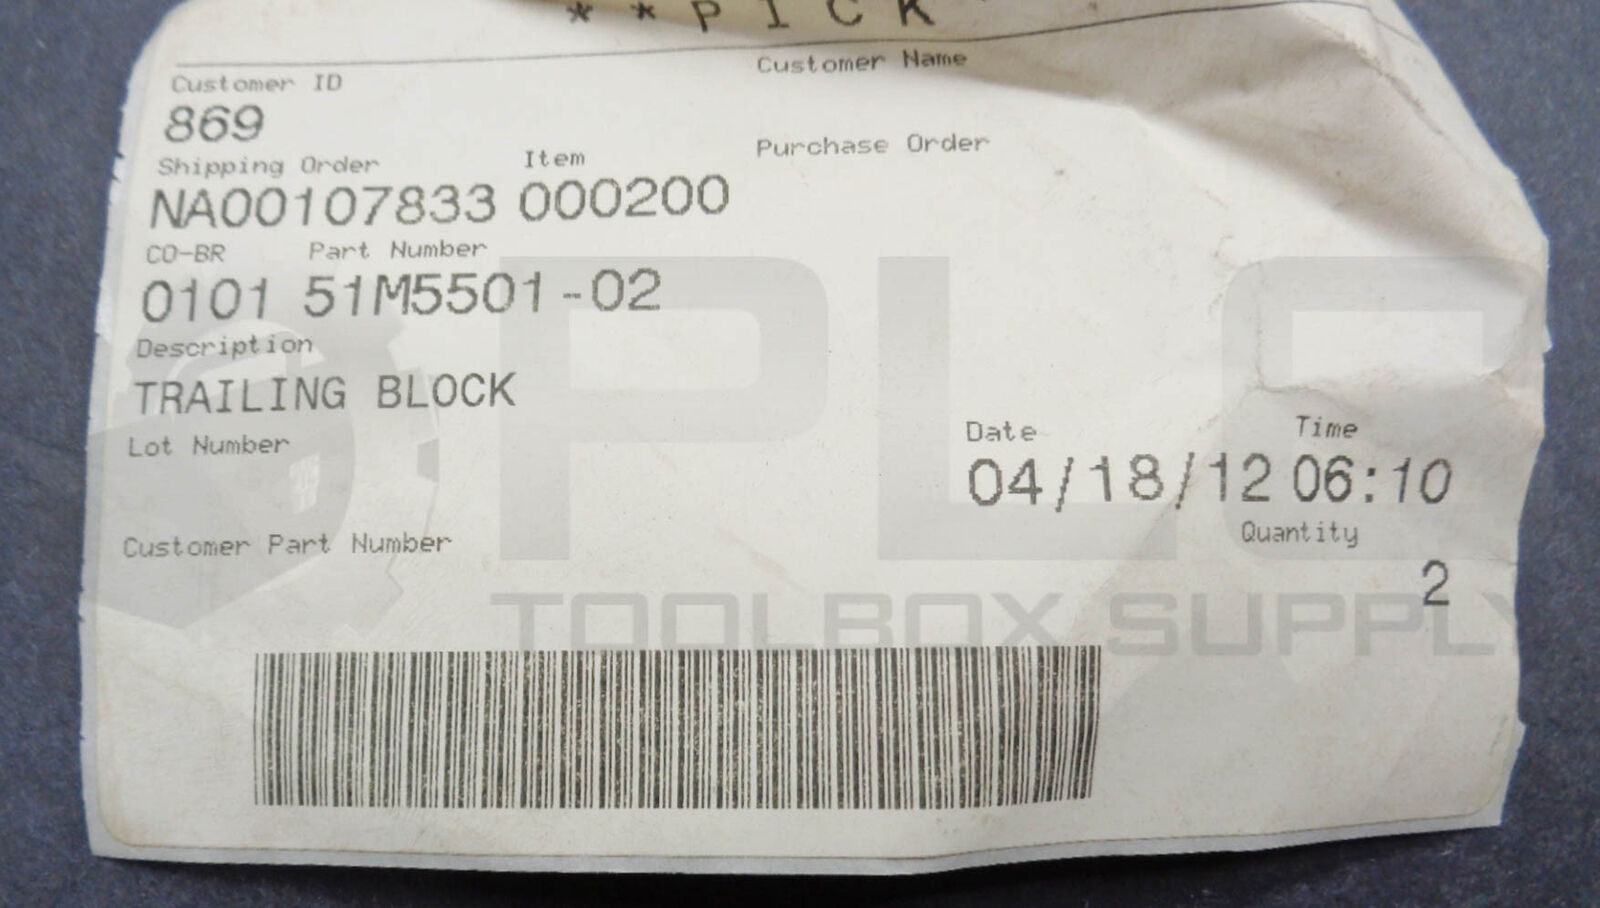 **PICK
Customer ID Customer Name
869
Shipping Order Item Purchase Order
NA00107833 000200
CO-BR Part Number
0101 51M5501-02
Description
TRAILING BLOCK
Lot Number Date Time
04/18/12 06:10
Customer Part Number Quantity
2
PLC
TOOLBOX SUPPLY